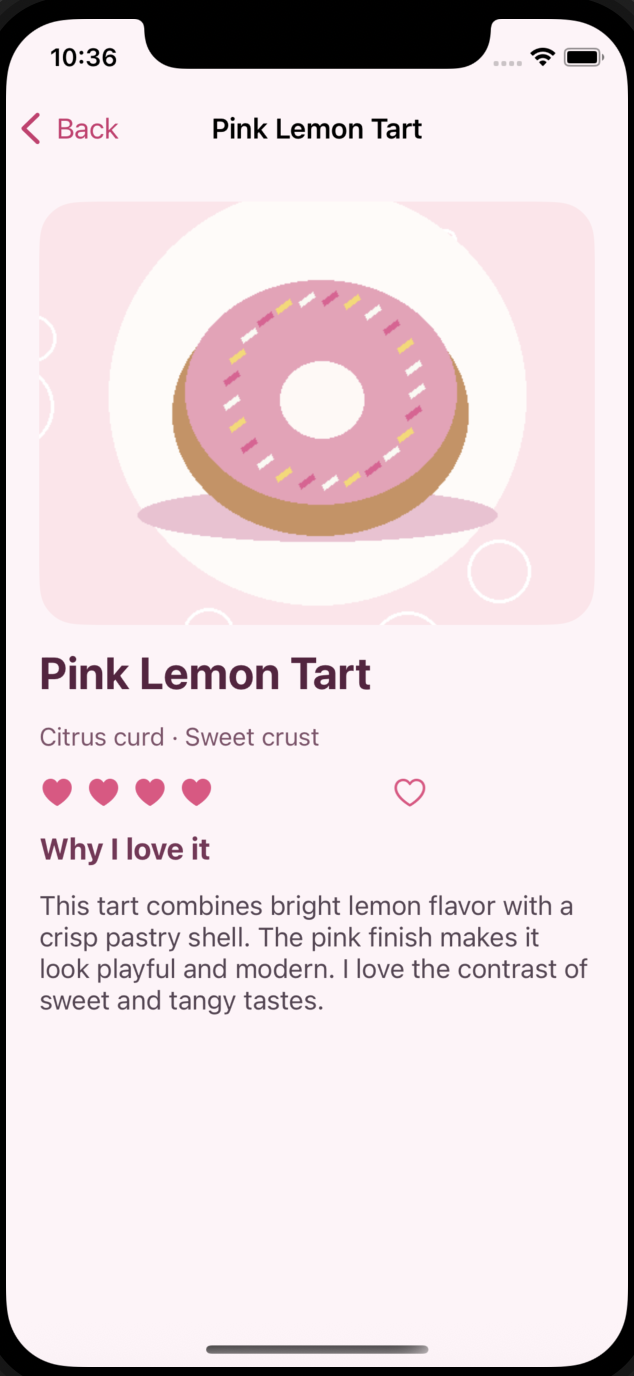 10:36
Back
Pink Lemon Tart
Pink Lemon Tart
Citrus curd · Sweet crust
Why I love it
This tart combines bright lemon flavor with a
crisp pastry shell. The pink finish makes it
look playful and modern. I love the contrast of
sweet and tangy tastes.